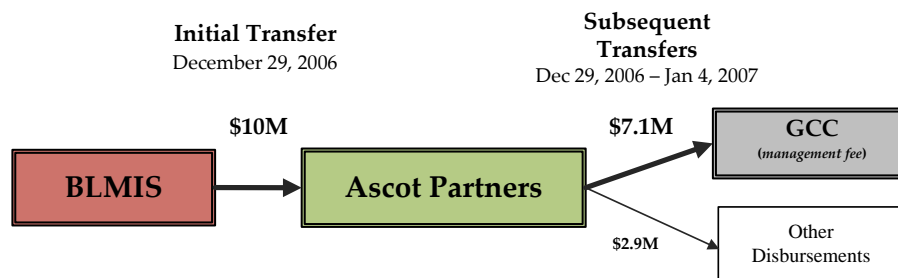 Initial Transfer
December 29, 2006
Subsequent
Transfers
Dec 29, 2006 – Jan 4, 2007
$10M
$7.1M
BLMIS
Ascot Partners
GCC
(management fee)
$2.9M
Other
Disbursements